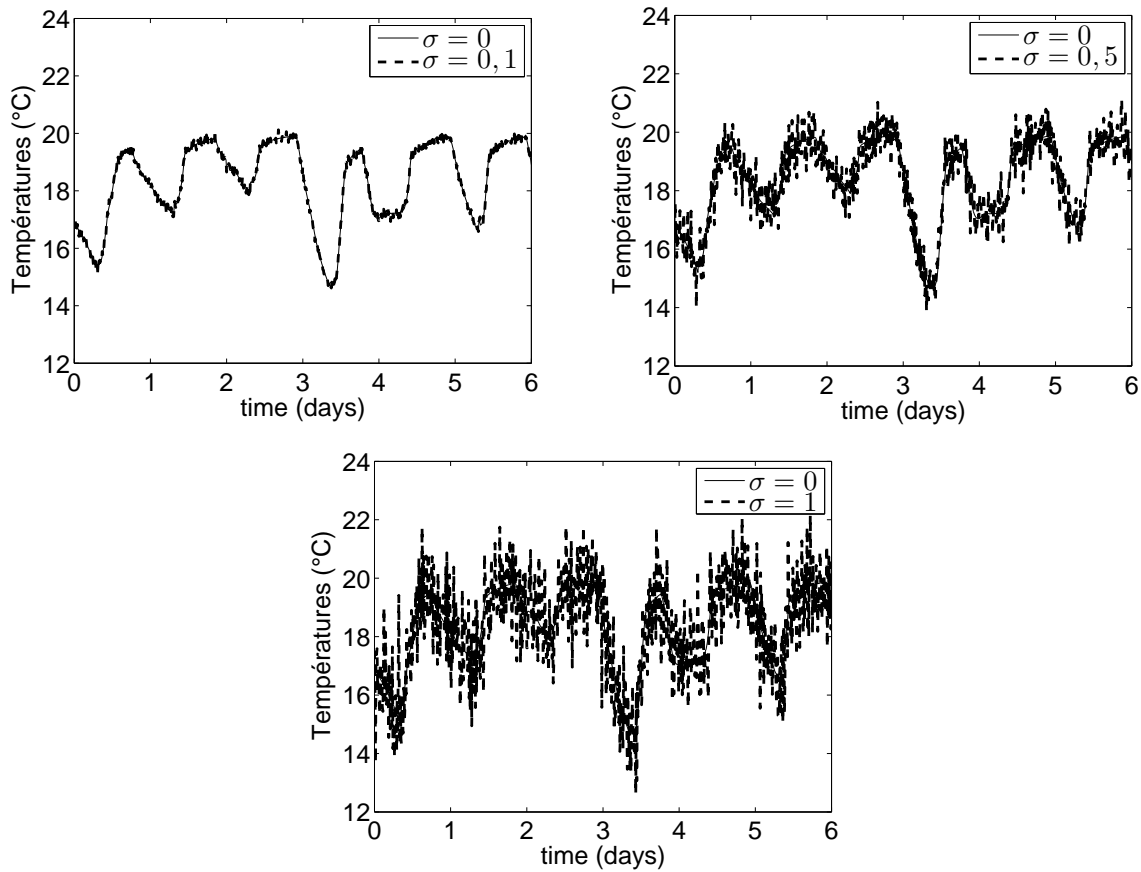 24
22
20
18
16
14
12
Températures (°C)
σ = 0
σ = 0, 1
0 1 2 3 4 5 6
time (days)
24
22
20
18
16
14
12
Températures (°C)
σ = 0
σ = 0, 5
0 1 2 3 4 5 6
time (days)
24
22
20
18
16
14
12
Températures (°C)
σ = 0
σ = 1
0 1 2 3 4 5 6
time (days)